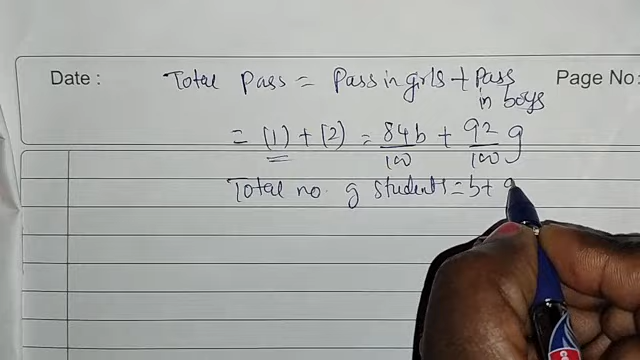 Date : Total Pass = Pass in girls + Pass in boys Page No:
= (1) + (2) = 84b/100 + 92/100 g
Total no. g students = b + g